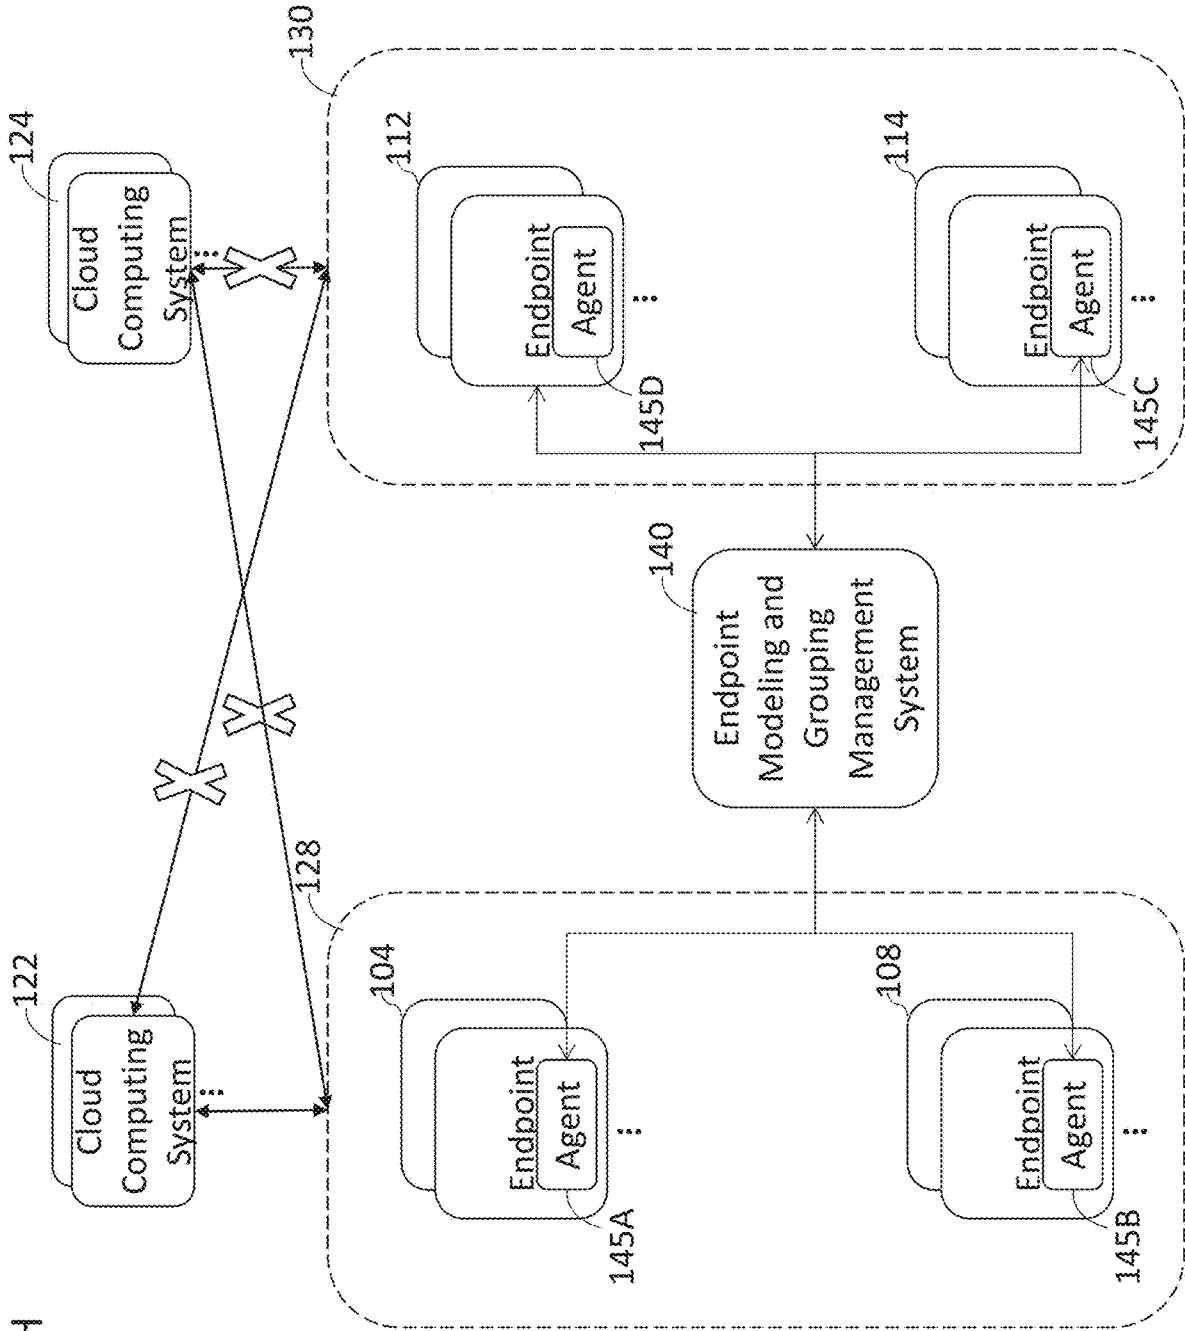 122
Cloud
Computing
System
...
124
Cloud
Computing
System
...
128
130
104
Endpoint
Agent
145A
...
112
Endpoint
Agent
145D
...
140
Endpoint
Modeling and
Grouping
Management
System
108
Endpoint
Agent
145B
...
114
Endpoint
Agent
145C
...